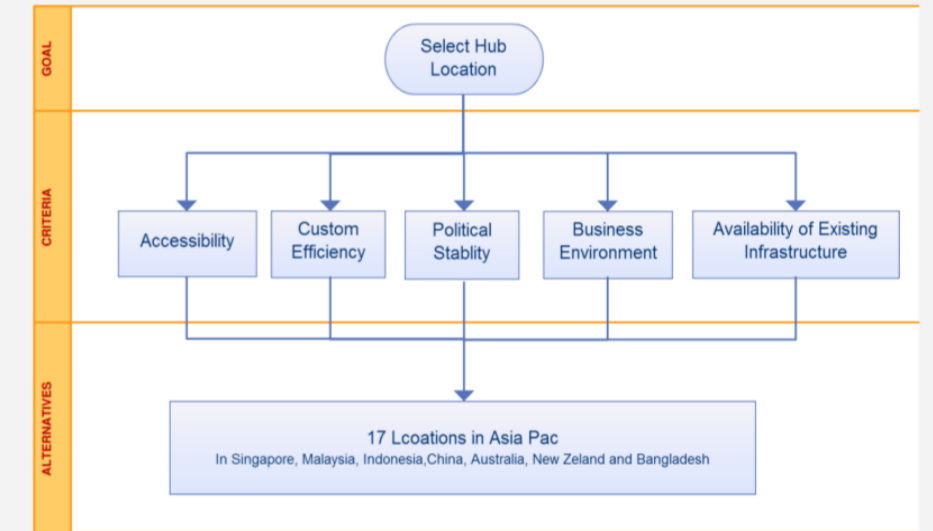 GOAL
Select Hub
Location
CRITERIA
Accessibility
Custom
Efficiency
Political
Stablity
Business
Environment
Availability of Existing
Infrastructure
ALTERNATIVES
17 Lcoations in Asia Pac
In Singapore, Malaysia, Indonesia,China, Australia, New Zeland and Bangladesh